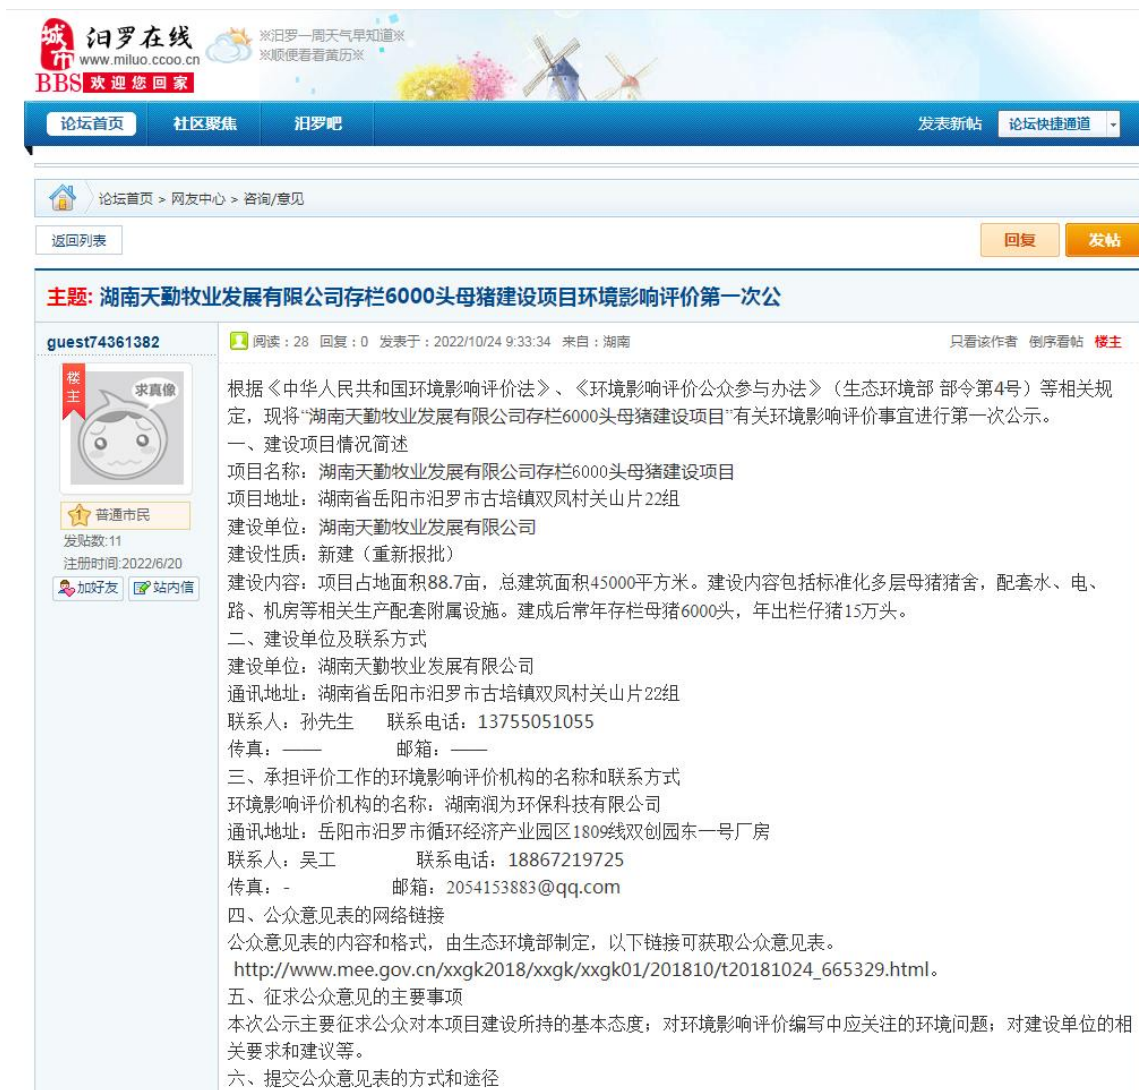 城市
汨罗在线
www.miluo.ccoo.cn
BBS 欢迎您回家
※汨罗一周天气早知道※
※顺便看看黄历※
论坛首页 社区聚焦 汨罗吧 发表新帖 论坛快捷通道
论坛首页 > 网友中心 > 咨询/意见
返回列表 回复 发帖
主题: 湖南天勤牧业发展有限公司存栏6000头母猪建设项目环境影响评价第一次公
guest74361382
楼主
求真像
1 普通市民
发贴数:11
注册时间:2022/6/20
加好友 站内信
阅读：28 回复：0 发表于：2022/10/24 9:33:34 来自：湖南 只看该作者 倒序看帖 楼主
根据《中华人民共和国环境影响评价法》、《环境影响评价公众参与办法》（生态环境部 部令第4号）等相关规
定，现将“湖南天勤牧业发展有限公司存栏6000头母猪建设项目”有关环境影响评价事宜进行第一次公示。
一、建设项目情况简述
项目名称：湖南天勤牧业发展有限公司存栏6000头母猪建设项目
项目地址：湖南省岳阳市汨罗市古培镇双凤村关山片22组
建设单位：湖南天勤牧业发展有限公司
建设性质：新建（重新报批）
建设内容：项目占地面积88.7亩，总建筑面积45000平方米。建设内容包括标准化多层母猪猪舍，配套水、电、
路、机房等相关生产配套附属设施。建成后常年存栏母猪6000头，年出栏仔猪15万头。
二、建设单位及联系方式
建设单位：湖南天勤牧业发展有限公司
通讯地址：湖南省岳阳市汨罗市古培镇双凤村关山片22组
联系人：孙先生 联系电话：13755051055
传真：—— 邮箱：——
三、承担评价工作的环境影响评价机构的名称和联系方式
环境影响评价机构的名称：湖南润为环保科技有限公司
通讯地址：岳阳市汨罗市循环经济产业园区1809线双创园东一号厂房
联系人：吴工 联系电话：18867219725
传真：- 邮箱：2054153883@qq.com
四、公众意见表的网络链接
公众意见表的内容和格式，由生态环境部制定，以下链接可获取公众意见表。
http://www.mee.gov.cn/xxgk2018/xxgk/xxgk01/201810/t20181024_665329.html。
五、征求公众意见的主要事项
本次公示主要征求公众对本项目建设所持的基本态度；对环境影响评价编写中应关注的环境问题；对建设单位的相
关要求和建议等。
六、提交公众意见表的方式和途径